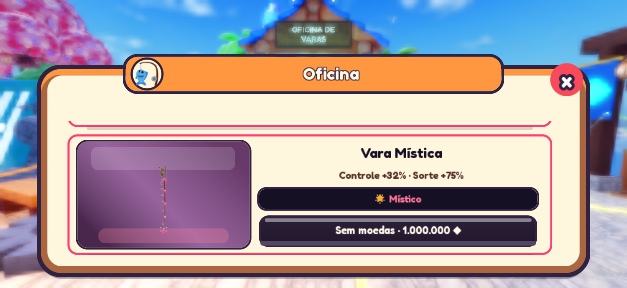 OFICINA DE
VARAS
Oficina
Vara Mística
Controle +32% · Sorte +75%
Místico
Sem moedas · 1.000.000 ◆